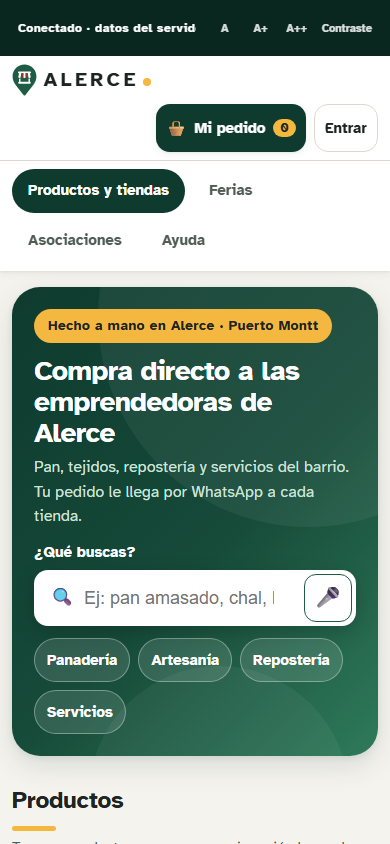 Conectado · datos del servid
A A+ A++ Contraste
ALERCE
Mi pedido 0
Entrar
Productos y tiendas
Ferias
Asociaciones
Ayuda
Hecho a mano en Alerce · Puerto Montt
Compra directo a las
emprendedoras de
Alerce
Pan, tejidos, repostería y servicios del barrio.
Tu pedido le llega por WhatsApp a cada
tienda.
¿Qué buscas?
Ej: pan amasado, chal,
Panadería
Artesanía
Repostería
Servicios
Productos